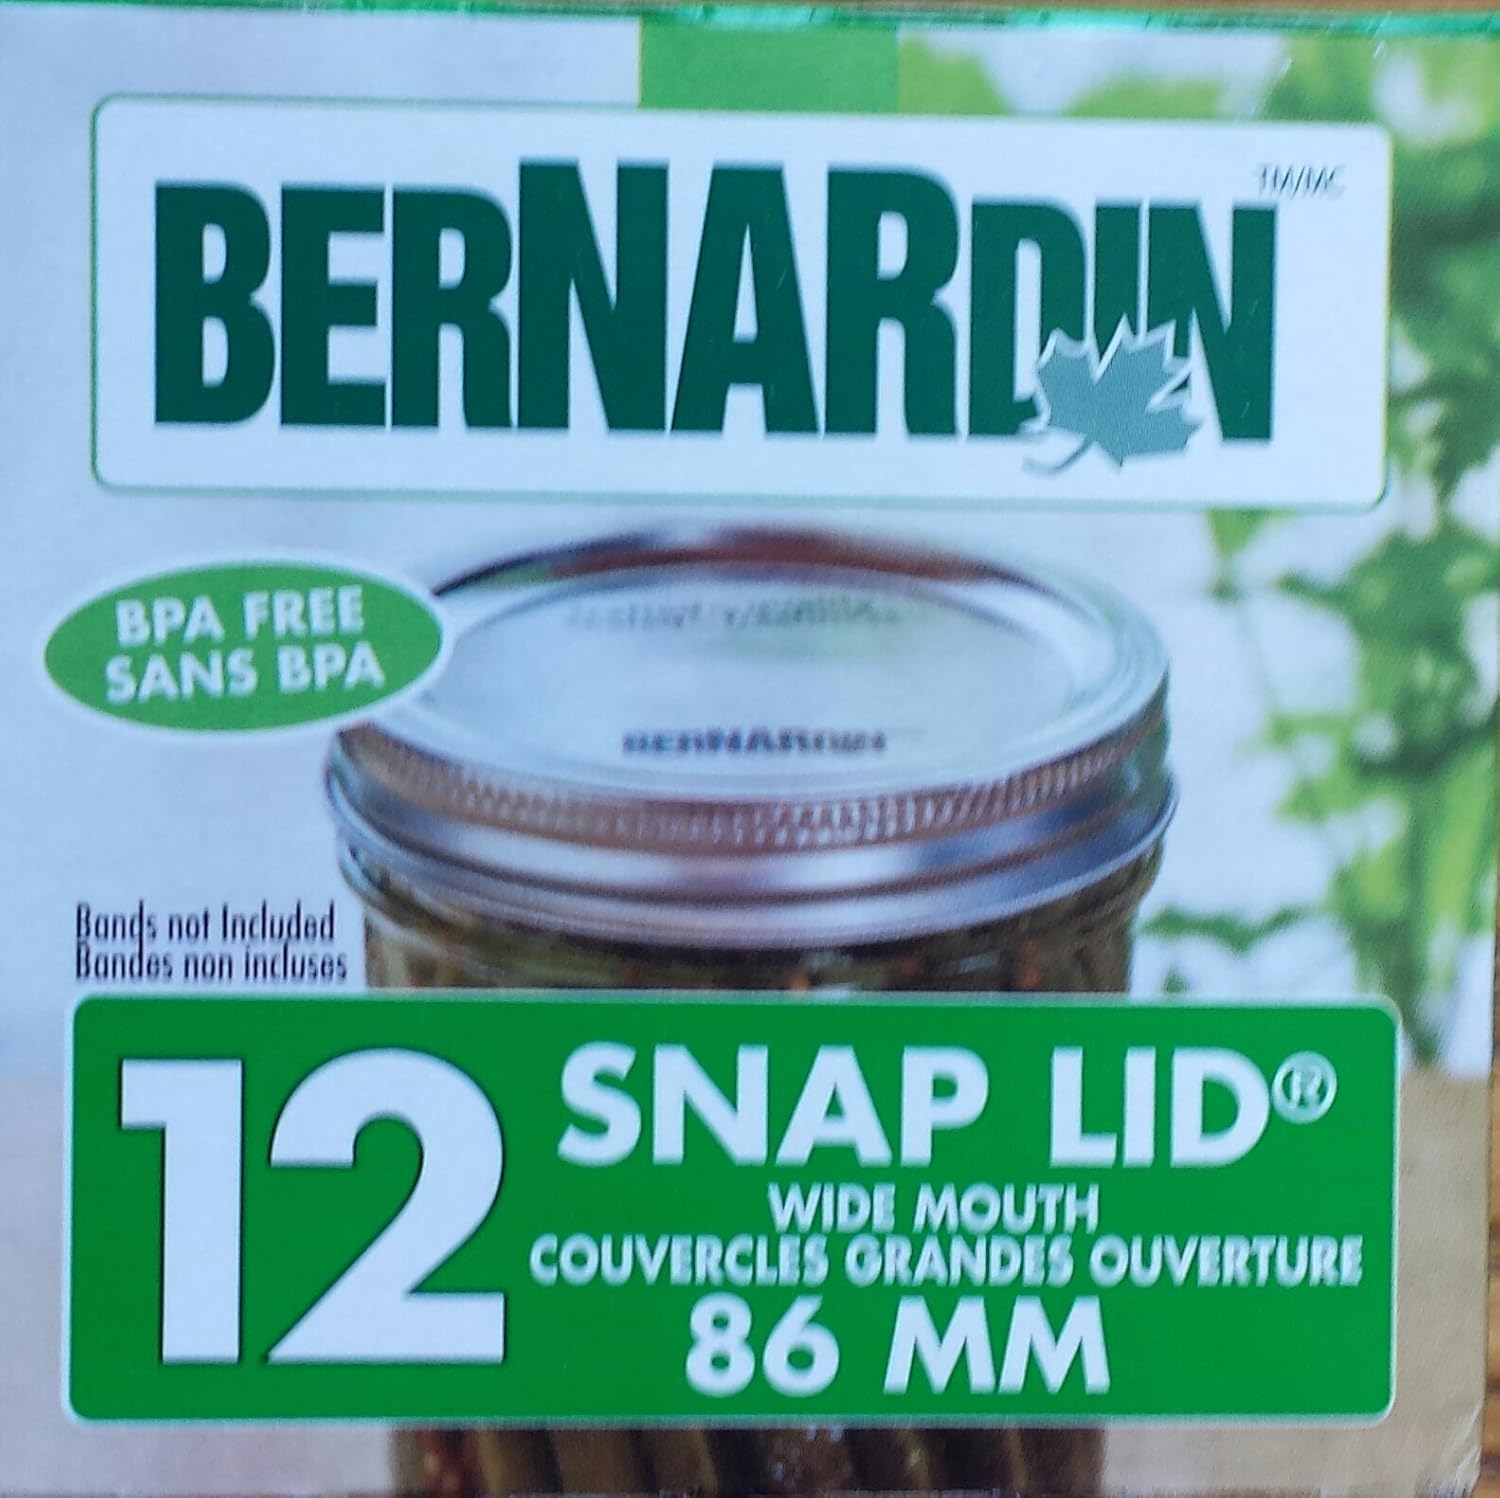 BERNARDIN
TM/MC
BPA FREE
SANS BPA
BERNARDIN
Bands not Included
Bandes non incluses
12
SNAP LID®
WIDE MOUTH
COUVERCLES GRANDES OUVERTURE
86 MM